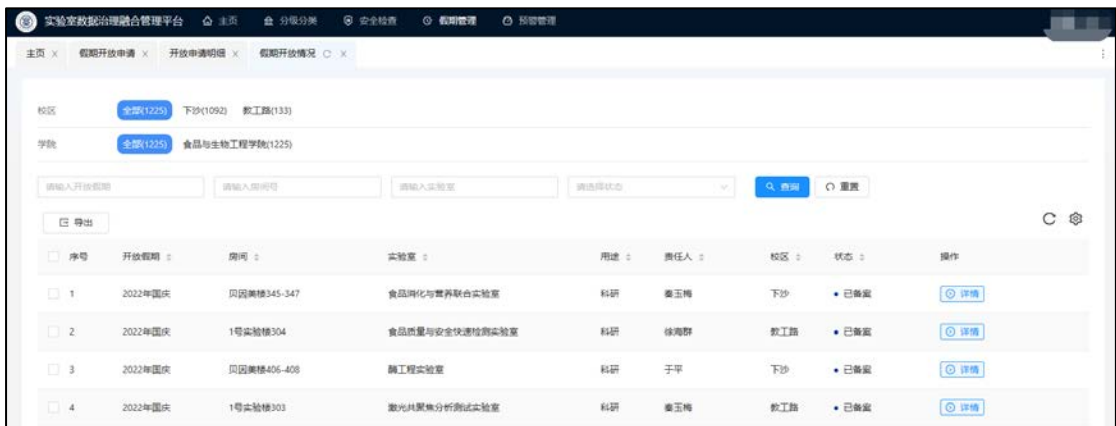 实验室数据治理融合管理平台 主页 分级分类 安全检查 假期管理 预警管理
主页 × 假期开放申请 × 开放申请明细 × 假期开放情况 ×
校区 全部(1225) 下沙(1092) 教工路(133)
学院 全部(1225) 食品与生物工程学院(1225)
请输入开放假期 请输入房间号 请输入实验室 请选择状态 查询 重置
导出
序号 开放假期 房间 实验室 用途 责任人 校区 状态 操作
1 2022年国庆 贝因美楼345-347 食品消化与营养联合实验室 科研 秦玉梅 下沙 已备案 详情
2 2022年国庆 1号实验楼304 食品质量与安全快速检测实验室 科研 徐海群 教工路 已备案 详情
3 2022年国庆 贝因美楼406-408 酶工程实验室 科研 于平 下沙 已备案 详情
4 2022年国庆 1号实验楼303 激光共聚焦分析测试实验室 科研 秦玉梅 教工路 已备案 详情